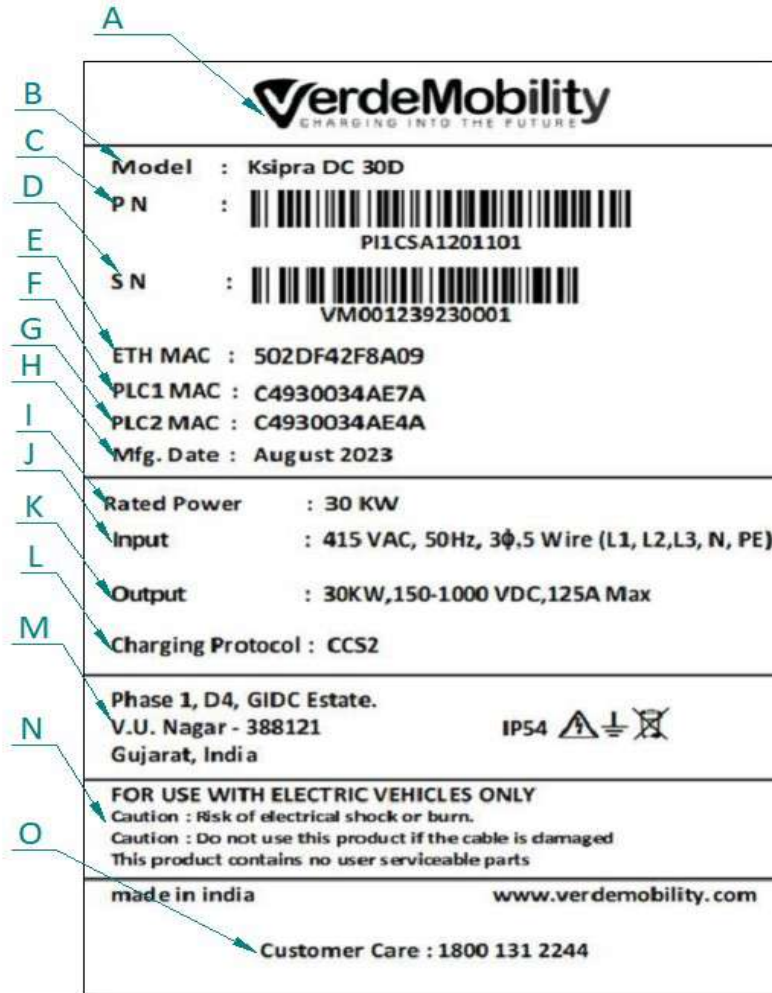 A
VerdeMobility
CHARGING INTO THE FUTURE
B
Model : Ksipra DC 30D
C
P N :
PI1CSA1201101
D
S N :
VM001239230001
E
ETH MAC : 502DF42F8A09
F
PLC1 MAC : C4930034AE7A
G
PLC2 MAC : C4930034AE4A
H
Mfg. Date : August 2023
I
Rated Power : 30 KW
J
Input : 415 VAC, 50Hz, 3ϕ,5 Wire (L1, L2,L3, N, PE)
K
Output : 30KW,150-1000 VDC,125A Max
L
Charging Protocol : CCS2
M
Phase 1, D4, GIDC Estate.
V.U. Nagar - 388121 IP54
Gujarat, India
N
FOR USE WITH ELECTRIC VEHICLES ONLY
Caution : Risk of electrical shock or burn.
Caution : Do not use this product if the cable is damaged
This product contains no user serviceable parts
O
made in india www.verdemobility.com
Customer Care : 1800 131 2244